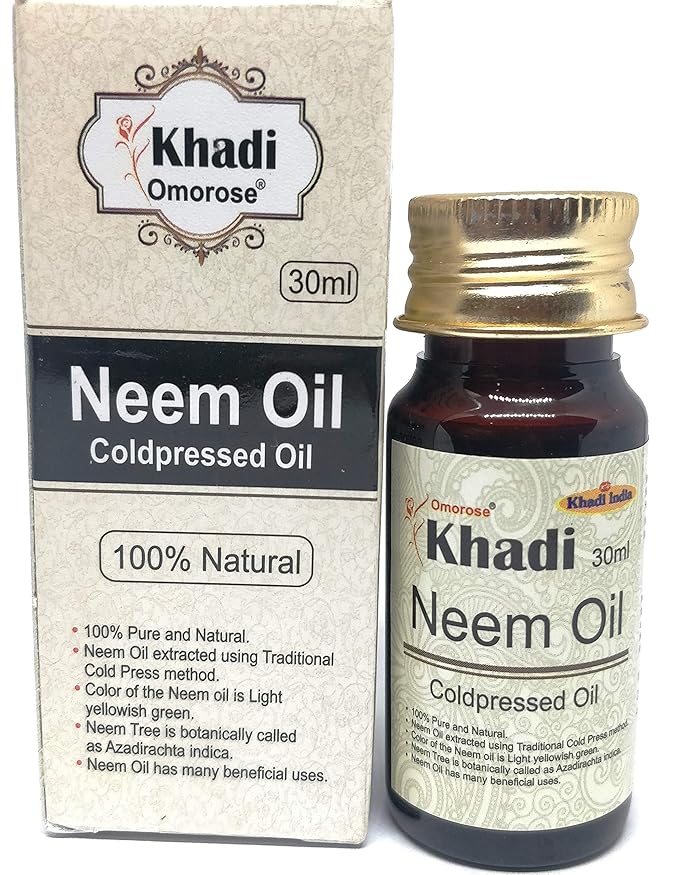 Khadi
Omorose®
30ml
Neem Oil
Coldpressed Oil
100% Natural
• 100% Pure and Natural.
• Neem Oil extracted using Traditional
Cold Press method.
• Color of the Neem oil is Light
yellowish green.
• Neem Tree is botanically called
as Azadirachta indica.
• Neem Oil has many beneficial uses.
Khadi India
Omorose®
Khadi 30ml
Neem Oil
Coldpressed Oil
• 100% Pure and Natural.
• Neem Oil extracted using Traditional Cold Press method.
• Color of the Neem oil is Light yellowish green.
• Neem Tree is botanically called as Azadirachta indica.
• Neem Oil has many beneficial uses.